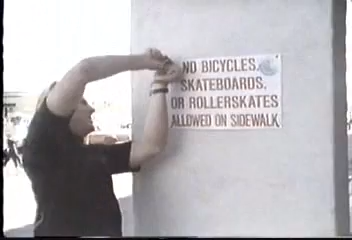 NO BICYCLES,
SKATEBOARDS,
OR ROLLERSKATES
ALLOWED ON SIDEWALK